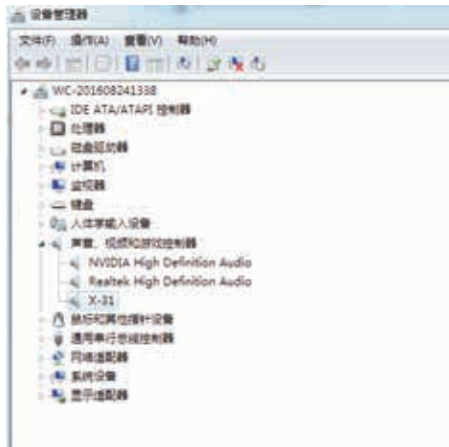 设备管理器
文件(F) 操作(A) 查看(V) 帮助(H)
WC-201608241338
IDE ATA/ATAPI 控制器
处理器
磁盘驱动器
计算机
监视器
键盘
人体学输入设备
声音、视频和游戏控制器
NVIDIA High Definition Audio
Realtek High Definition Audio
X-31
鼠标和其他指针设备
通用串行总线控制器
网络适配器
系统设备
显示适配器